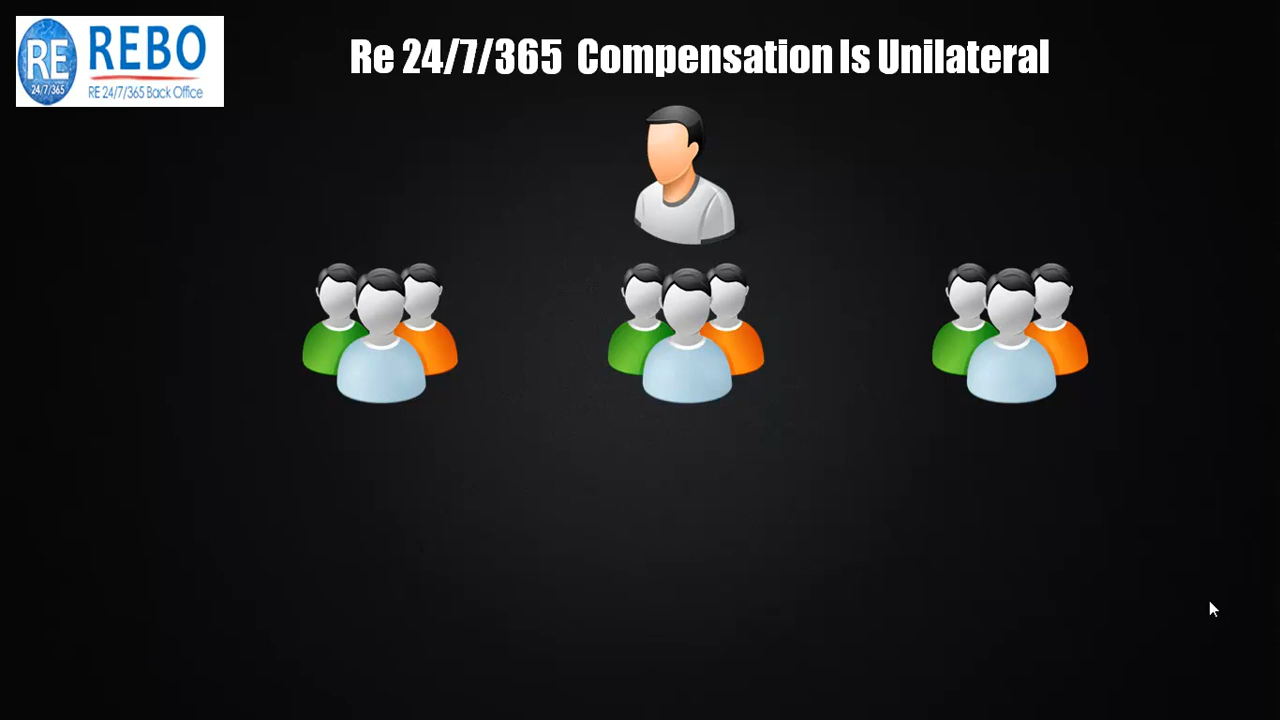 Re 24/7/365 Compensation Is Unilateral
RE REBO
24/7/365 RE 24/7/365 Back Office